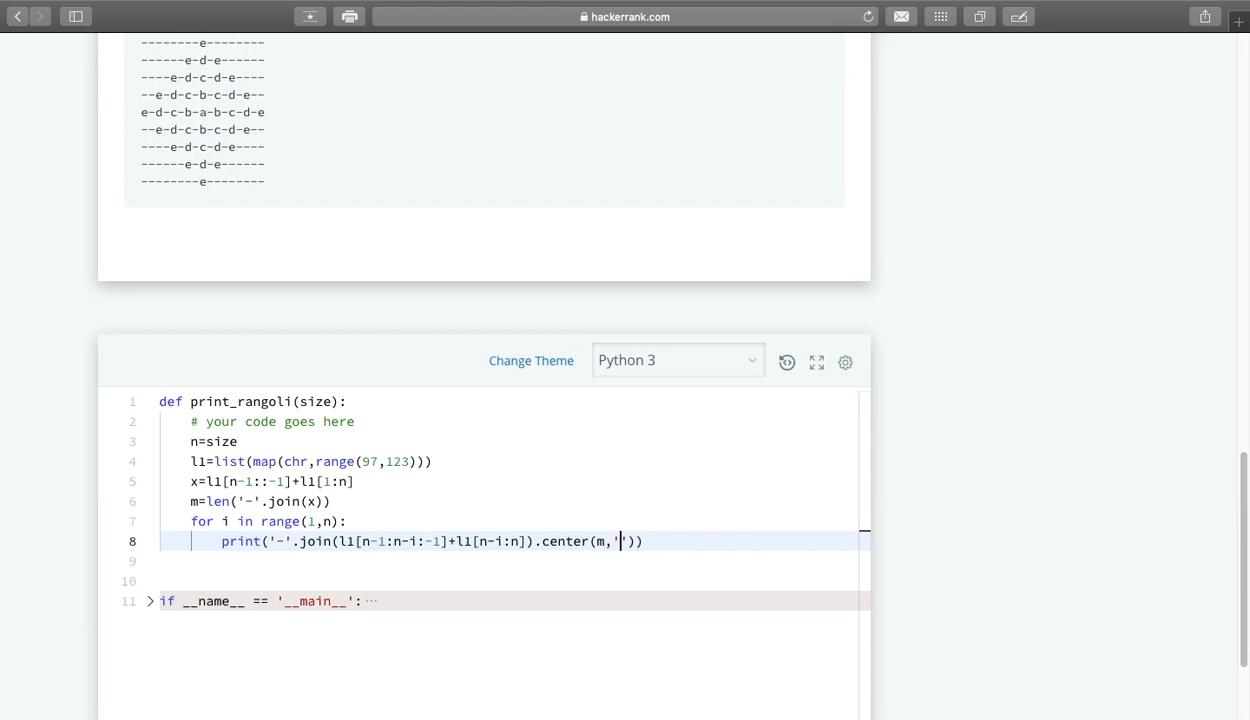 hackerrank.com
--------e--------
------e-d-e------
----e-d-c-d-e----
--e-d-c-b-c-d-e--
e-d-c-b-a-b-c-d-e
--e-d-c-b-c-d-e--
----e-d-c-d-e----
------e-d-e------
--------e--------
Change Theme Python 3
1 def print_rangoli(size):
2 # your code goes here
3 n=size
4 l1=list(map(chr,range(97,123)))
5 x=l1[n-1::-1]+l1[1:n]
6 m=len('-'.join(x))
7 for i in range(1,n):
8 print('-'.join(l1[n-1:n-i:-1]+l1[n-i:n]).center(m,''))
9
10
11 if __name__ == '__main__': ···